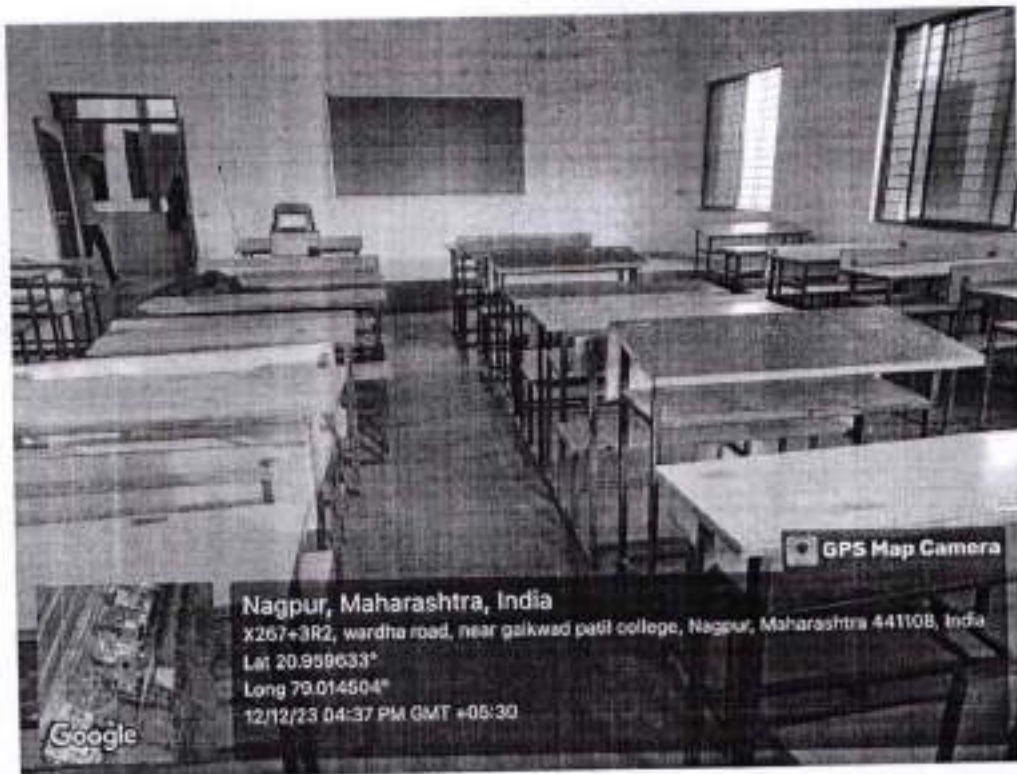 GPS Map Camera
Nagpur, Maharashtra, India
X267+3R2, wardha road, near gaikwad patil college, Nagpur, Maharashtra 441108, India
Lat 20.959633°
Long 79.014504°
12/12/23 04:37 PM GMT +05:30
Google